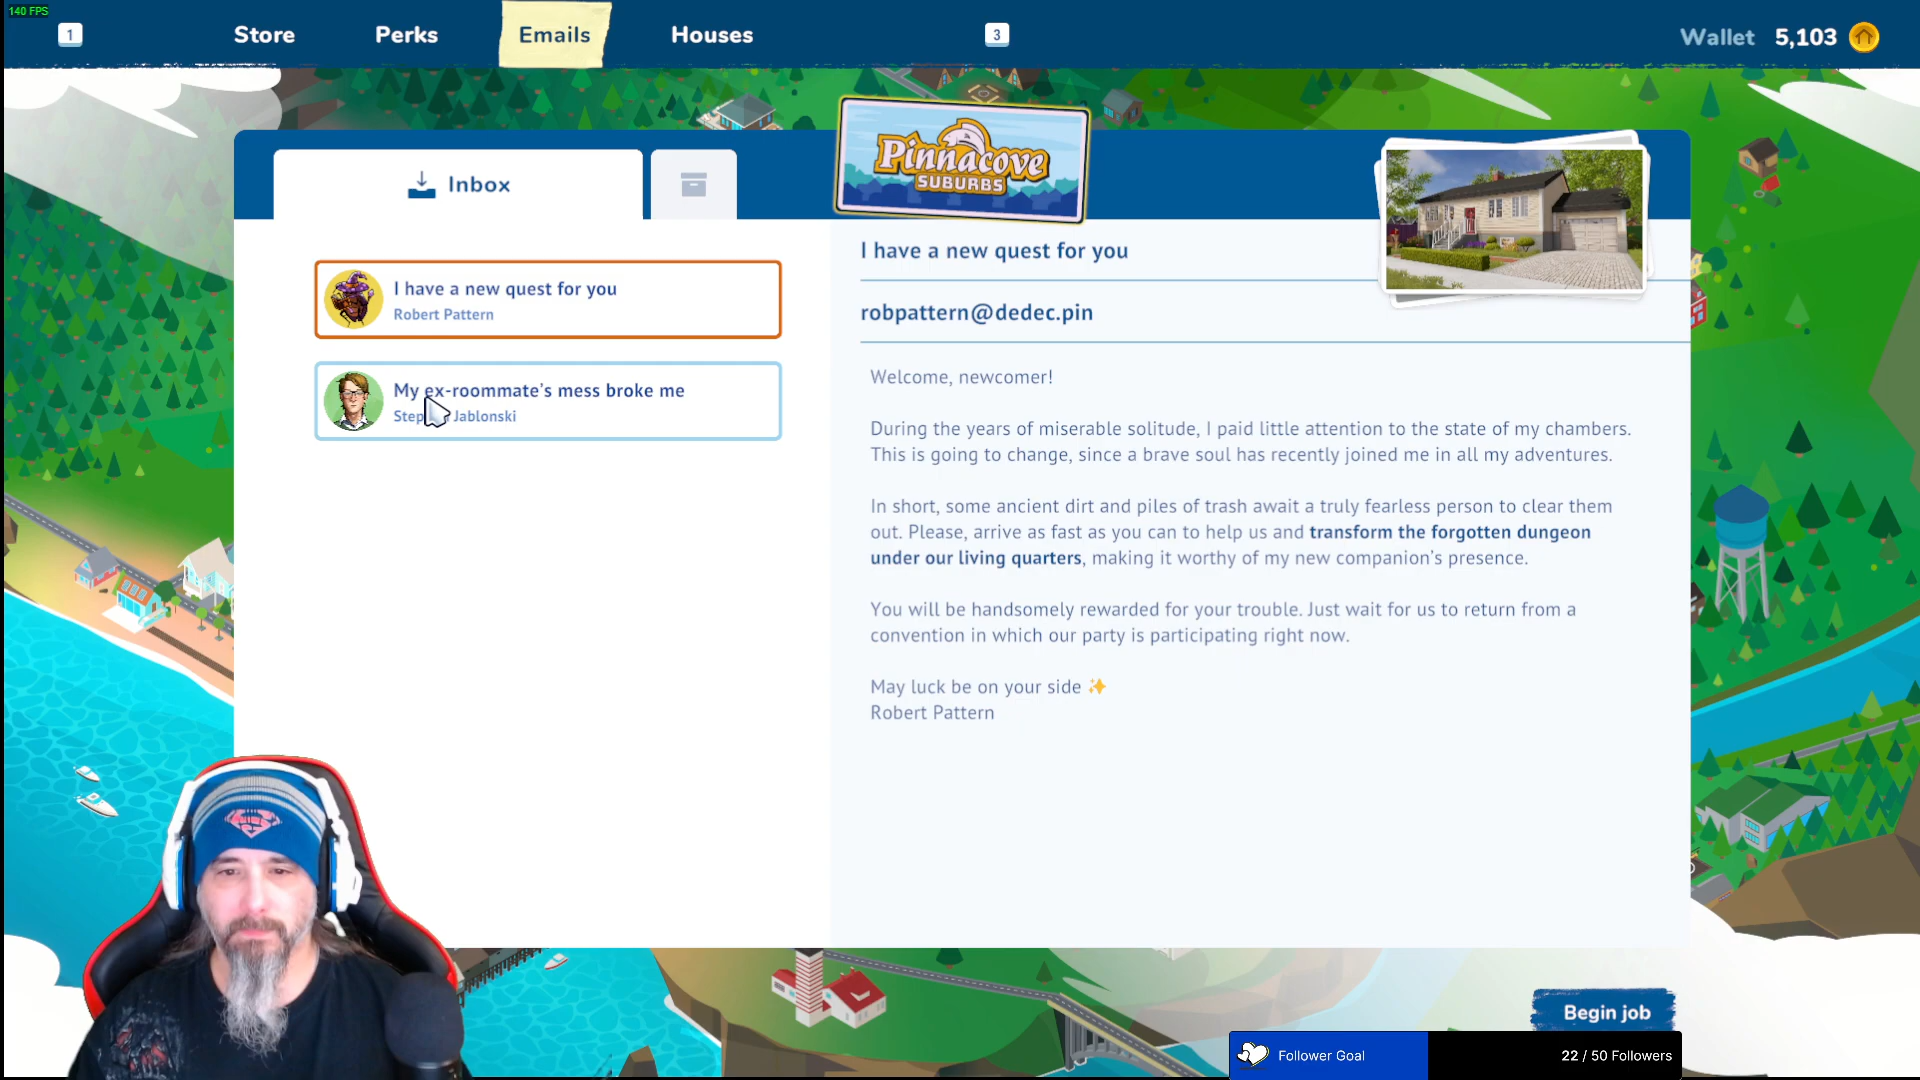 140 FPS
1
Store
Perks
Emails
Houses
3
Wallet 5,103
Inbox
Pinnacove
SUBURBS
I have a new quest for you
Robert Pattern
My ex-roommate's mess broke me
Jablonski
I have a new quest for you
robpattern@dedec.pin
Welcome, newcomer!
During the years of miserable solitude, I paid little attention to the state of my chambers.
This is going to change, since a brave soul has recently joined me in all my adventures.
In short, some ancient dirt and piles of trash await a truly fearless person to clear them
out. Please, arrive as fast as you can to help us and transform the forgotten dungeon
under our living quarters, making it worthy of my new companion's presence.
You will be handsomely rewarded for your trouble. Just wait for us to return from a
convention in which our party is participating right now.
May luck be on your side ✨
Robert Pattern
Begin job
Follower Goal
22 / 50 Followers